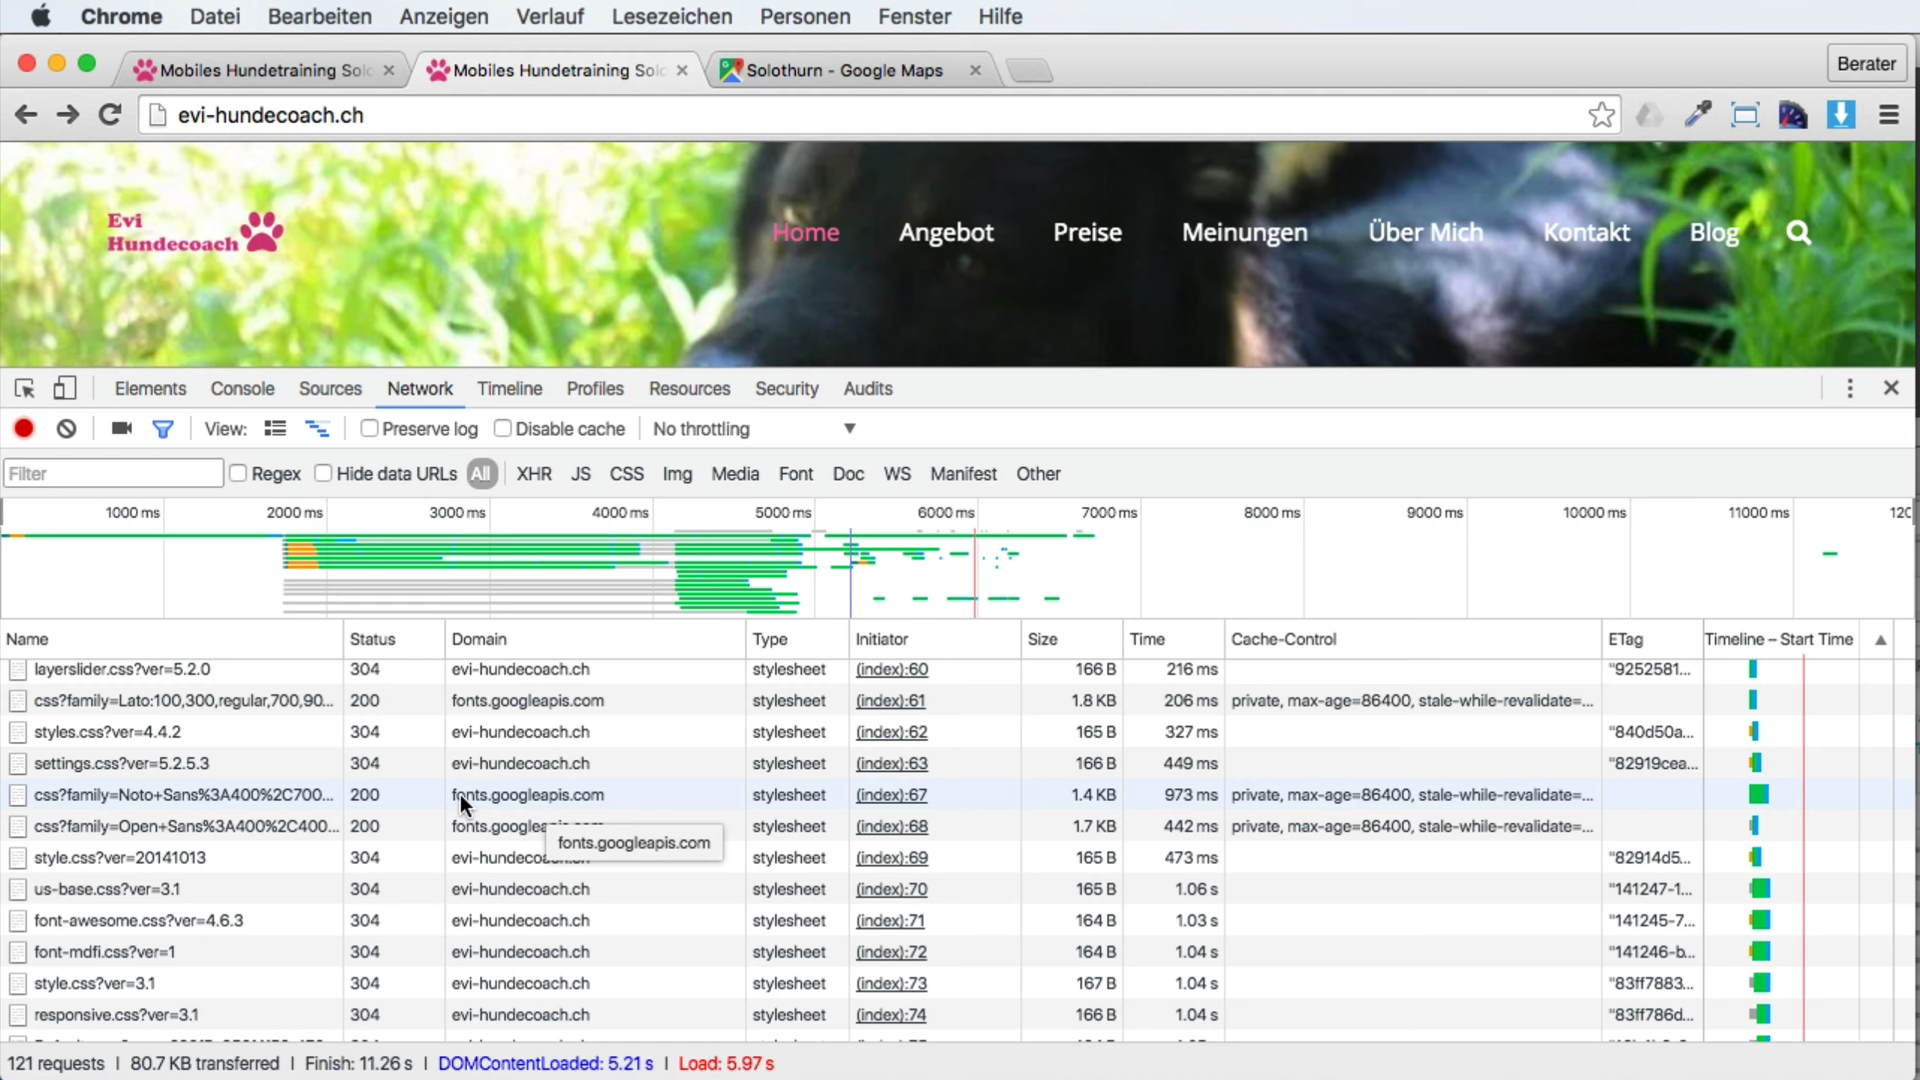 Chrome Datei Bearbeiten Anzeigen Verlauf Lesezeichen Personen Fenster Hilfe
Mobiles Hundetraining Solo Mobiles Hundetraining Solo Solothurn - Google Maps Berater
evi-hundecoach.ch
Evi
Hundecoach
Home Angebot Preise Meinungen Über Mich Kontakt Blog
Elements Console Sources Network Timeline Profiles Resources Security Audits
View: Preserve log Disable cache No throttling
Filter Regex Hide data URLs All XHR JS CSS Img Media Font Doc WS Manifest Other
1000 ms 2000 ms 3000 ms 4000 ms 5000 ms 6000 ms 7000 ms 8000 ms 9000 ms 10000 ms 11000 ms 120
Name Status Domain Type Initiator Size Time Cache-Control ETag Timeline – Start Time
layerslider.css?ver=5.2.0 304 evi-hundecoach.ch stylesheet (index):60 166 B 216 ms "9252581...
css?family=Lato:100,300,regular,700,90... 200 fonts.googleapis.com stylesheet (index):61 1.8 KB 206 ms private, max-age=86400, stale-while-revalidate=...
styles.css?ver=4.4.2 304 evi-hundecoach.ch stylesheet (index):62 165 B 327 ms "840d50a...
settings.css?ver=5.2.5.3 304 evi-hundecoach.ch stylesheet (index):63 166 B 449 ms "82919cea...
css?family=Noto+Sans%3A400%2C700... 200 fonts.googleapis.com stylesheet (index):67 1.4 KB 973 ms private, max-age=86400, stale-while-revalidate=...
css?family=Open+Sans%3A400%2C400... 200 fonts.googleapis.com stylesheet (index):68 1.7 KB 442 ms private, max-age=86400, stale-while-revalidate=...
fonts.googleapis.com
style.css?ver=20141013 304 evi-hundecoach.ch stylesheet (index):69 165 B 473 ms "82914d5...
us-base.css?ver=3.1 304 evi-hundecoach.ch stylesheet (index):70 165 B 1.06 s "141247-1...
font-awesome.css?ver=4.6.3 304 evi-hundecoach.ch stylesheet (index):71 164 B 1.03 s "141245-7...
font-mdfi.css?ver=1 304 evi-hundecoach.ch stylesheet (index):72 164 B 1.04 s "141246-b...
style.css?ver=3.1 304 evi-hundecoach.ch stylesheet (index):73 167 B 1.04 s "83ff7883...
responsive.css?ver=3.1 304 evi-hundecoach.ch stylesheet (index):74 166 B 1.04 s "83ff786d...
121 requests | 80.7 KB transferred | Finish: 11.26 s | DOMContentLoaded: 5.21 s | Load: 5.97 s